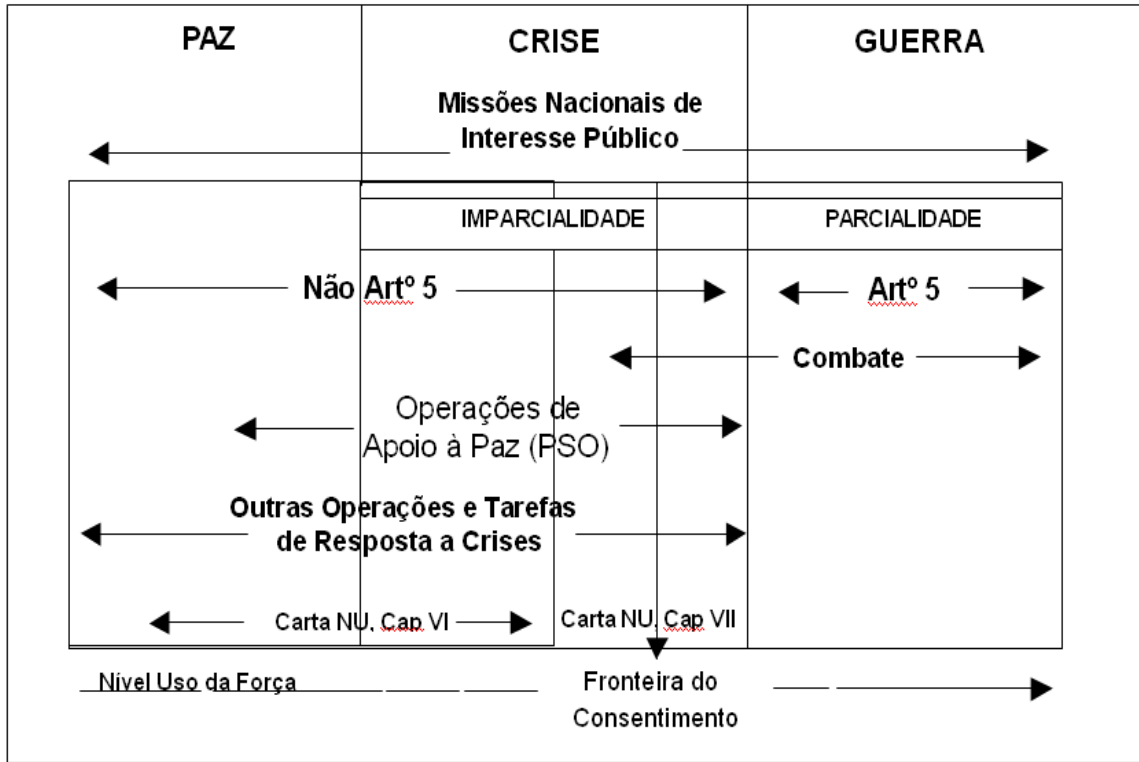 PAZ
CRISE
GUERRA
Missões Nacionais de
Interesse Público
IMPARCIALIDADE
PARCIALIDADE
Não Artº 5
Artº 5
Combate
Operações de
Apoio à Paz (PSO)
Outras Operações e Tarefas
de Resposta a Crises
Carta NU, Cap VI
Carta NU, Cap VII
Nível Uso da Força
Fronteira do
Consentimento